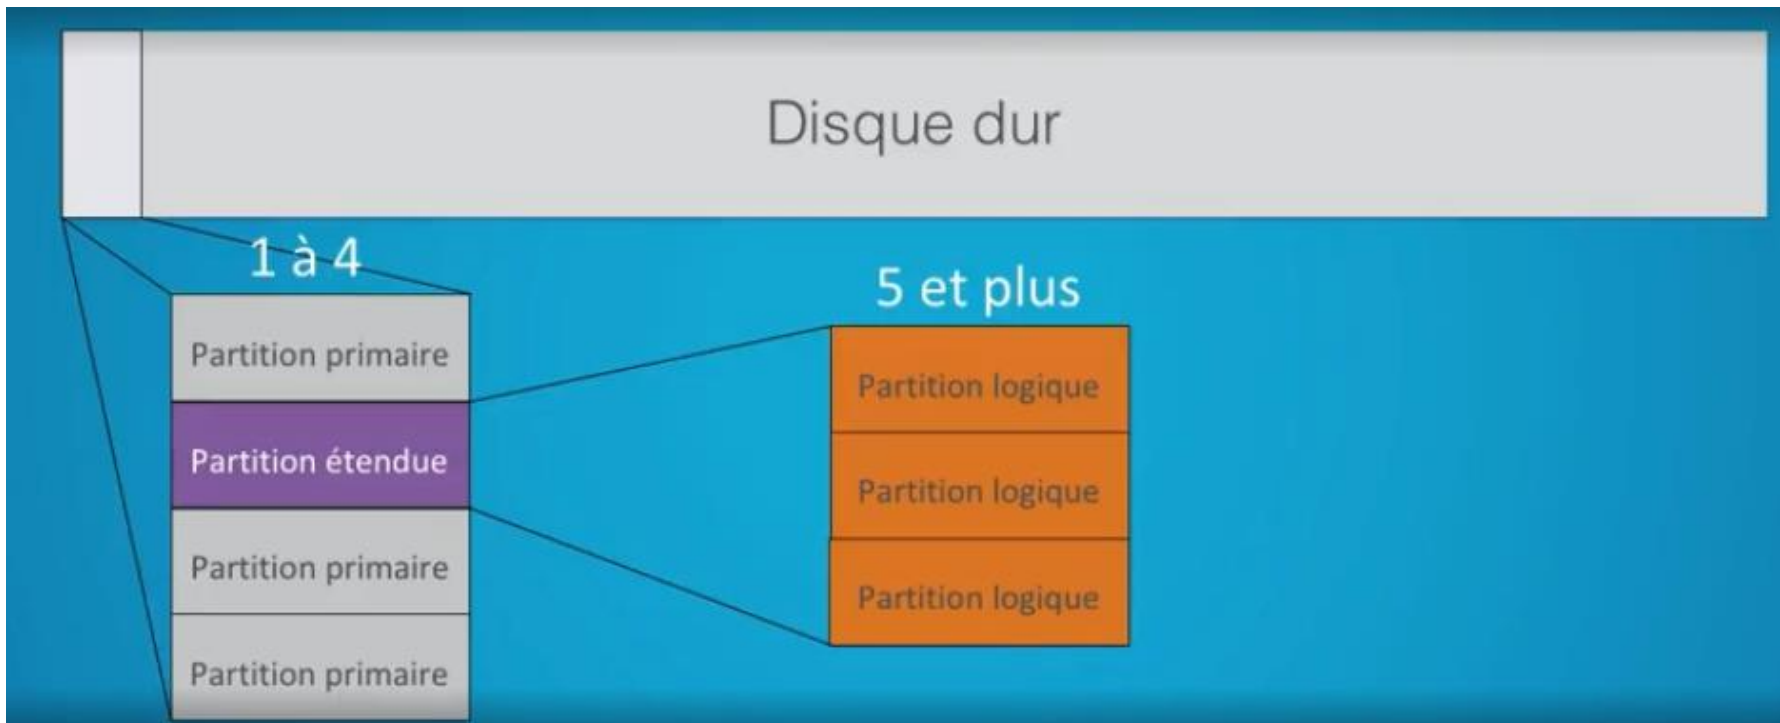 Disque dur
1 à 4
Partition primaire
Partition étendue
Partition primaire
Partition primaire
5 et plus
Partition logique
Partition logique
Partition logique